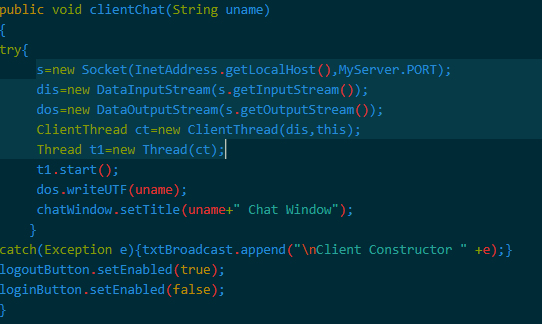 public void clientChat(String uname)
{
try{
s=new Socket(InetAddress.getLocalHost(),MyServer.PORT);
dis=new DataInputStream(s.getInputStream());
dos=new DataOutputStream(s.getOutputStream());
ClientThread ct=new ClientThread(dis,this);
Thread t1=new Thread(ct);
t1.start();
dos.writeUTF(uname);
chatWindow.setTitle(uname+" Chat Window");
}
catch(Exception e){txtBroadcast.append("\nClient Constructor " +e);}
logoutButton.setEnabled(true);
loginButton.setEnabled(false);
}